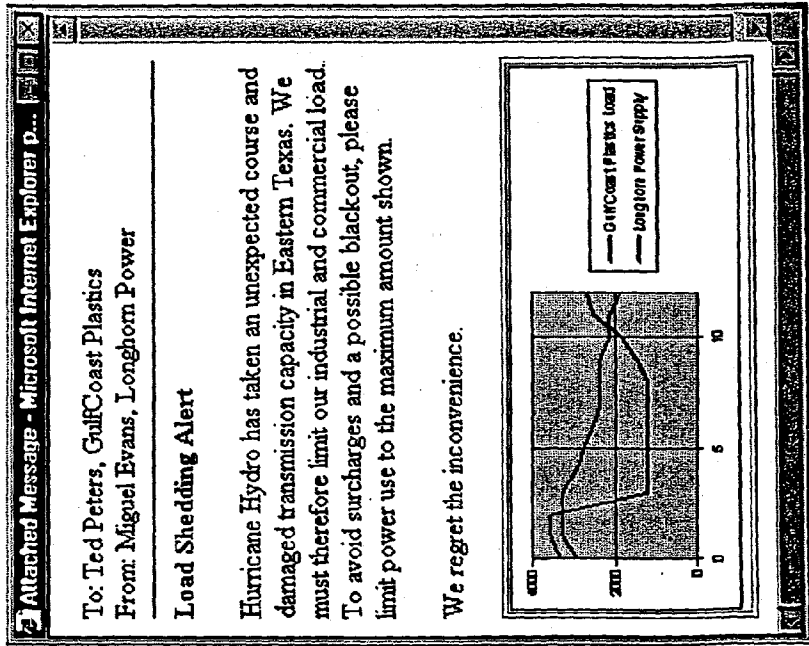 Attached Message - Microsoft Internet Explorer p...
To: Ted Peters, GulfCoast Plastics
From: Miguel Evans, Longhorn Power
Load Shedding Alert
Hurricane Hydro has taken an unexpected course and
damaged transmission capacity in Eastern Texas. We
must therefore limit our industrial and commercial load.
To avoid surcharges and a possible blackout, please
limit power use to the maximum amount shown.
We regret the inconvenience.
4000
2000
0
0
5
10
GulfCoast Plastics Load
Longhorn Power Supply